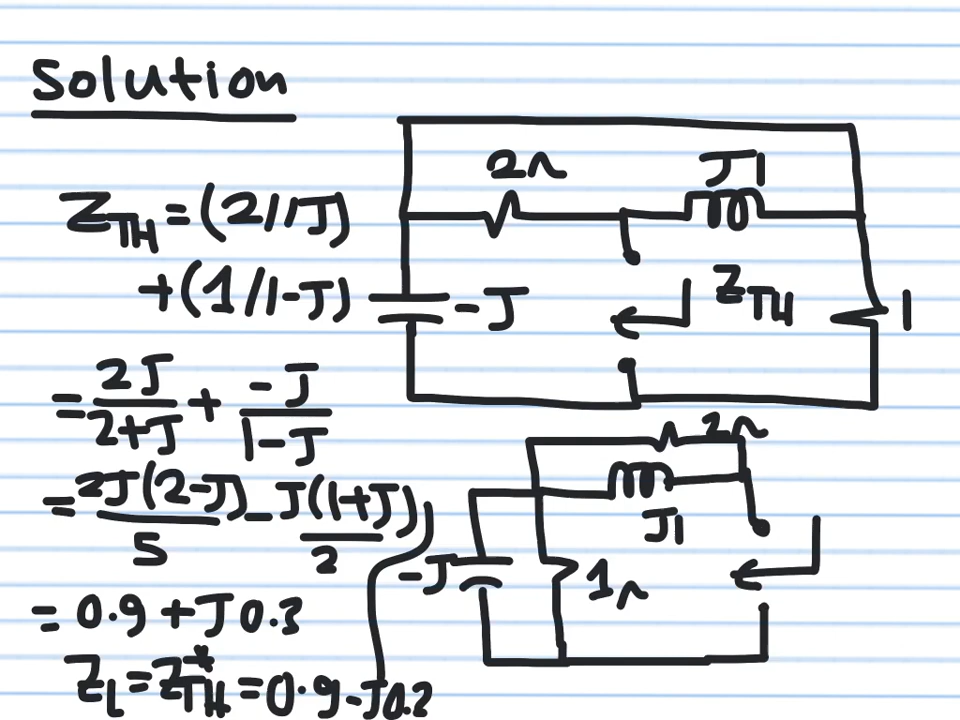 Solution
Z_TH = (2//J)
+ (1//-J)
= 2J/2+J + -J/1-J
= 2J(2-J)/5 - J(1+J)/2
= 0.9 + J0.3
Z_L = Z*_TH = 0.9 - J0.3
2Ω
J1
-J
Z_TH
1
2Ω
J1
-J
1Ω